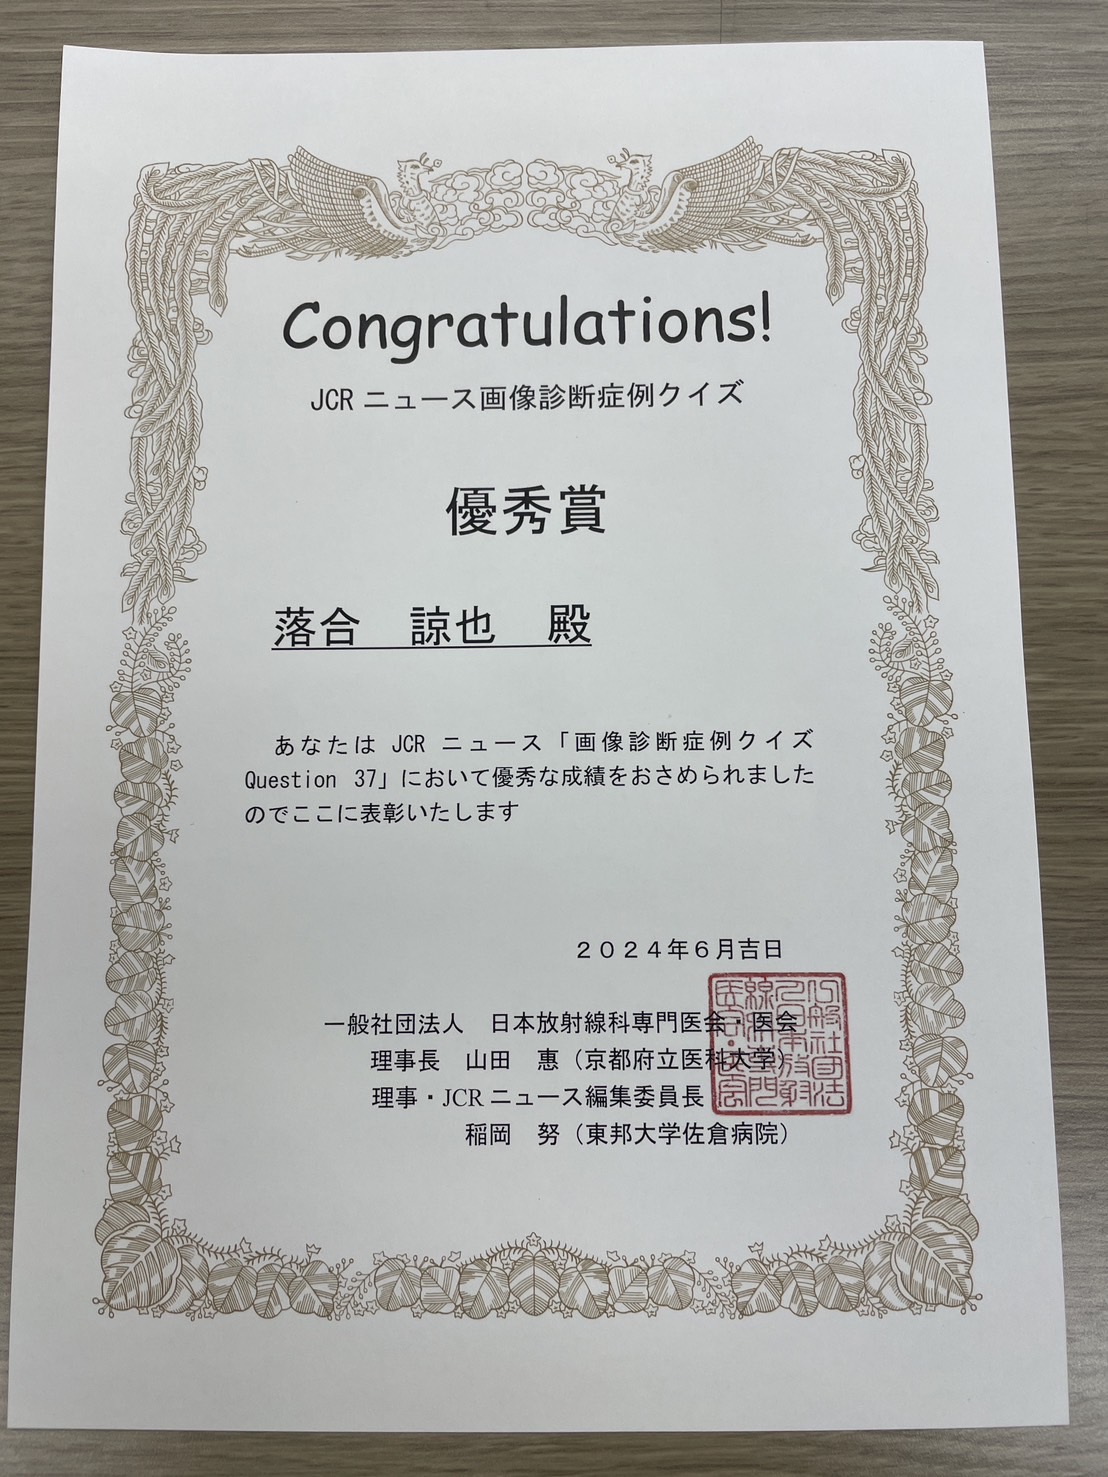 Congratulations!
JCR ニュース画像診断症例クイズ
優秀賞
落合　諒也　殿
あなたは JCR ニュース「画像診断症例クイズ
Question 37」において優秀な成績をおさめられました
のでここに表彰いたします
２０２４年６月吉日
一般社団法人　日本放射線科専門医会・医会
理事長　山田　惠（京都府立医科大学）
理事・JCR ニュース編集委員長
稲岡　努（東邦大学佐倉病院）